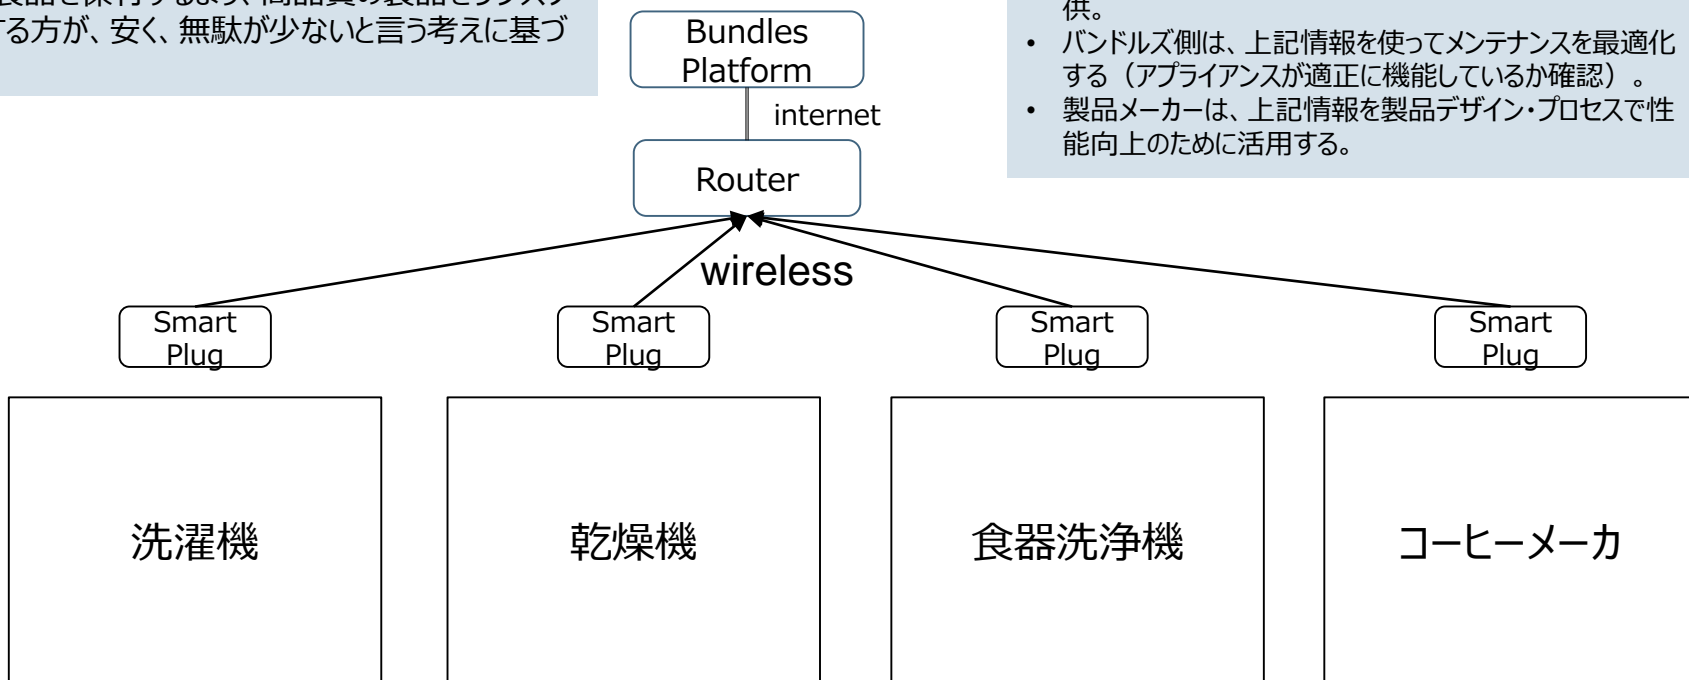 する方が、安く、無駄が少ないと言う考えに基づ
供。
• バンドルズ側は、上記情報を使ってメンテナンスを最適化
する（アプライアンスが適正に機能しているか確認）。
• 製品メーカーは、上記情報を製品デザイン・プロセスで性
能向上のために活用する。
Bundles
Platform
internet
Router
wireless
Smart
Plug
Smart
Plug
Smart
Plug
Smart
Plug
洗濯機
乾燥機
食器洗浄機
コーヒーメーカ